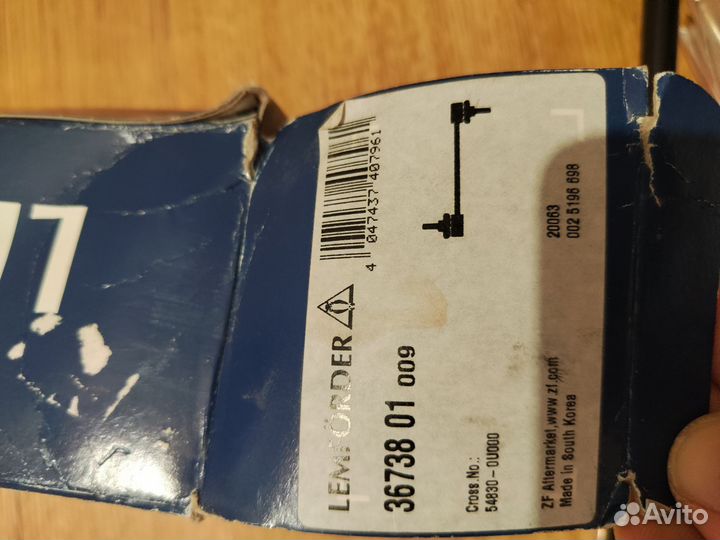 LEMFÖRDER
36738 01 009
Cross.No.:
54830-0U000
ZF Aftermarket,www.zf.com
Made in South Korea
4 047437 407961
20063
002 5196 698
Avito